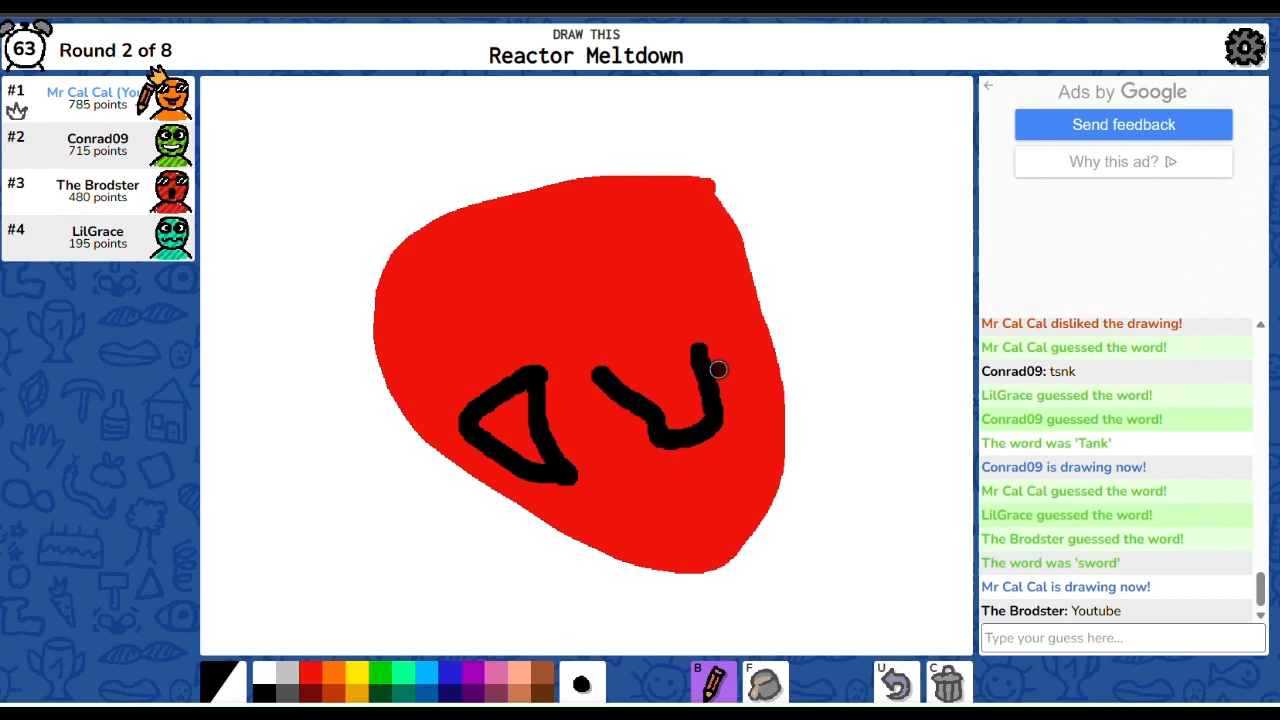 63
Round 2 of 8
DRAW THIS
Reactor Meltdown
#1
Mr Cal Cal (You
785 points
#2
Conrad09
715 points
#3
The Brodster
480 points
#4
LilGrace
195 points
Ads by Google
Send feedback
Why this ad?
Mr Cal Cal disliked the drawing!
Mr Cal Cal guessed the word!
Conrad09: tsnk
LilGrace guessed the word!
Conrad09 guessed the word!
The word was 'Tank'
Conrad09 is drawing now!
Mr Cal Cal guessed the word!
LilGrace guessed the word!
The Brodster guessed the word!
The word was 'sword'
Mr Cal Cal is drawing now!
The Brodster: Youtube
Type your guess here...
B
F
U
C